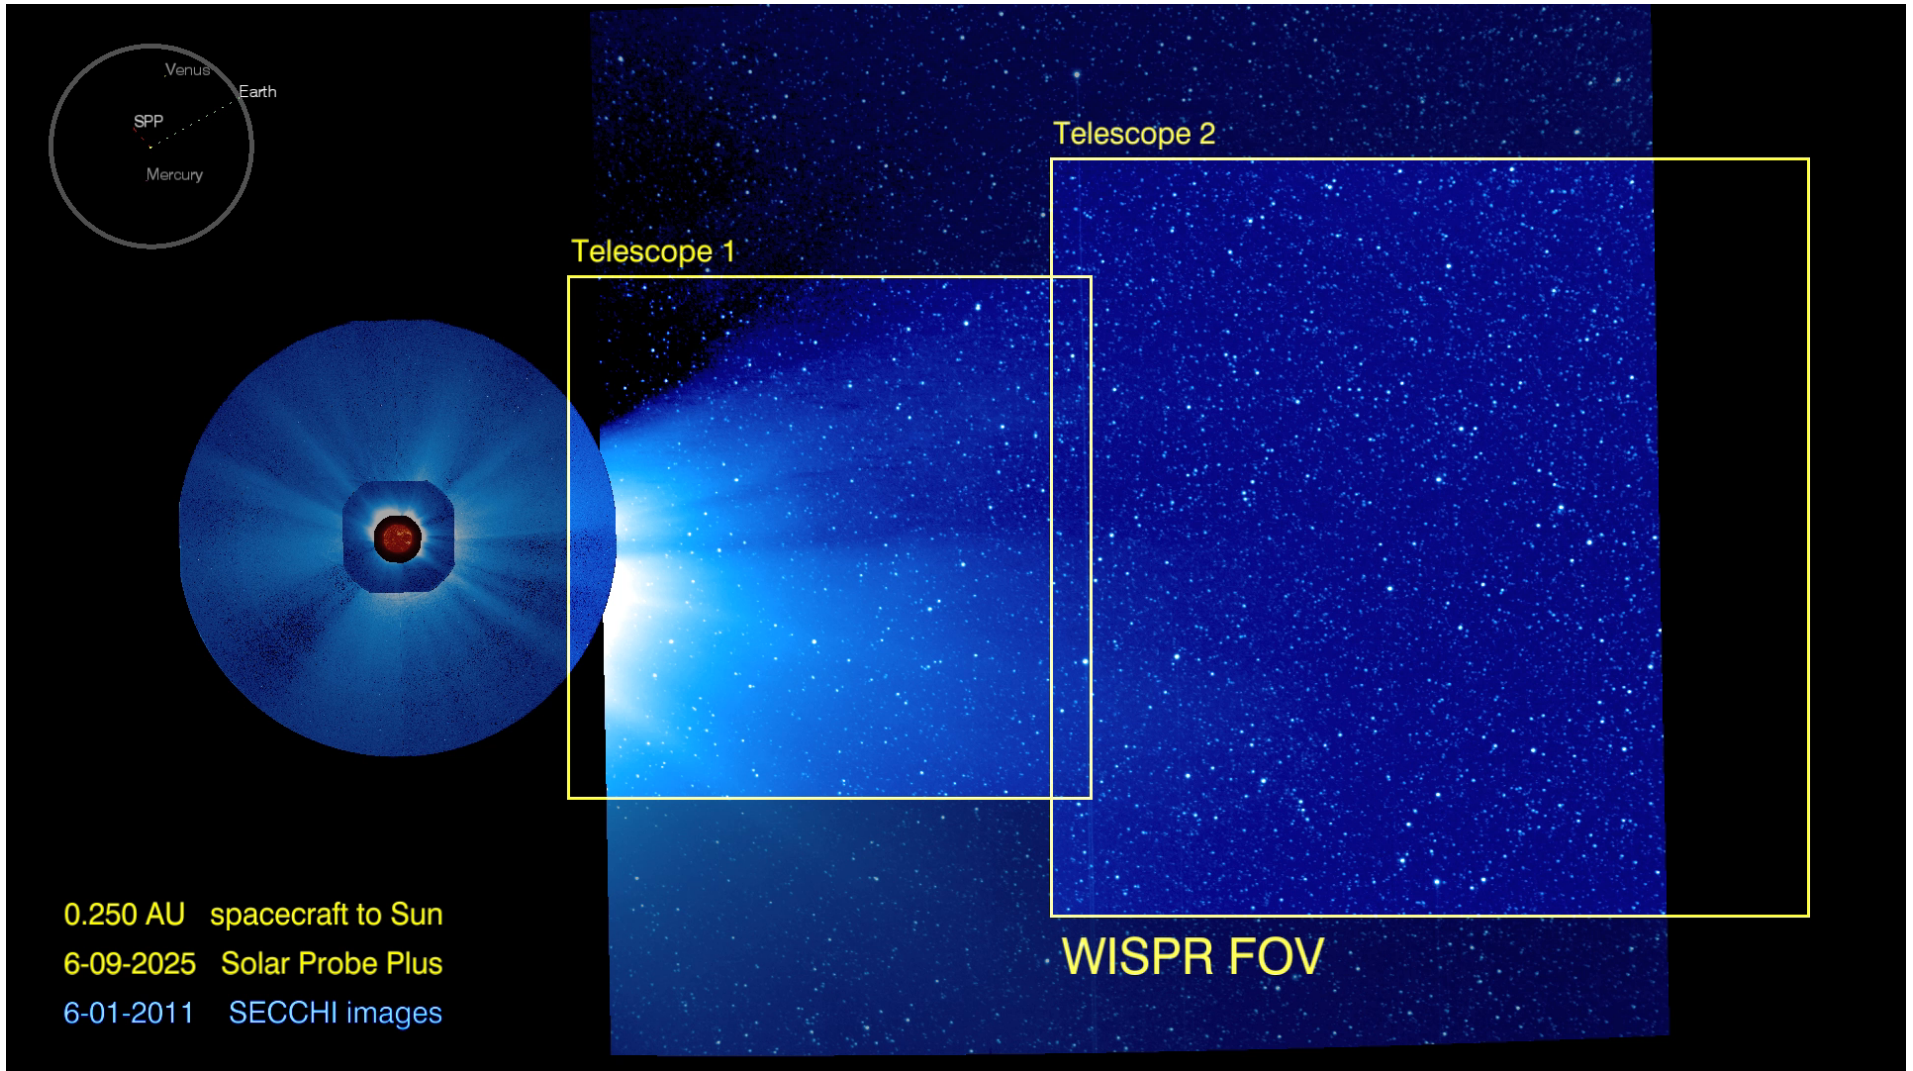 Venus
Earth
SPP
Mercury
Telescope 1
Telescope 2
WISPR FOV
0.250 AU spacecraft to Sun
6-09-2025 Solar Probe Plus
6-01-2011 SECCHI images